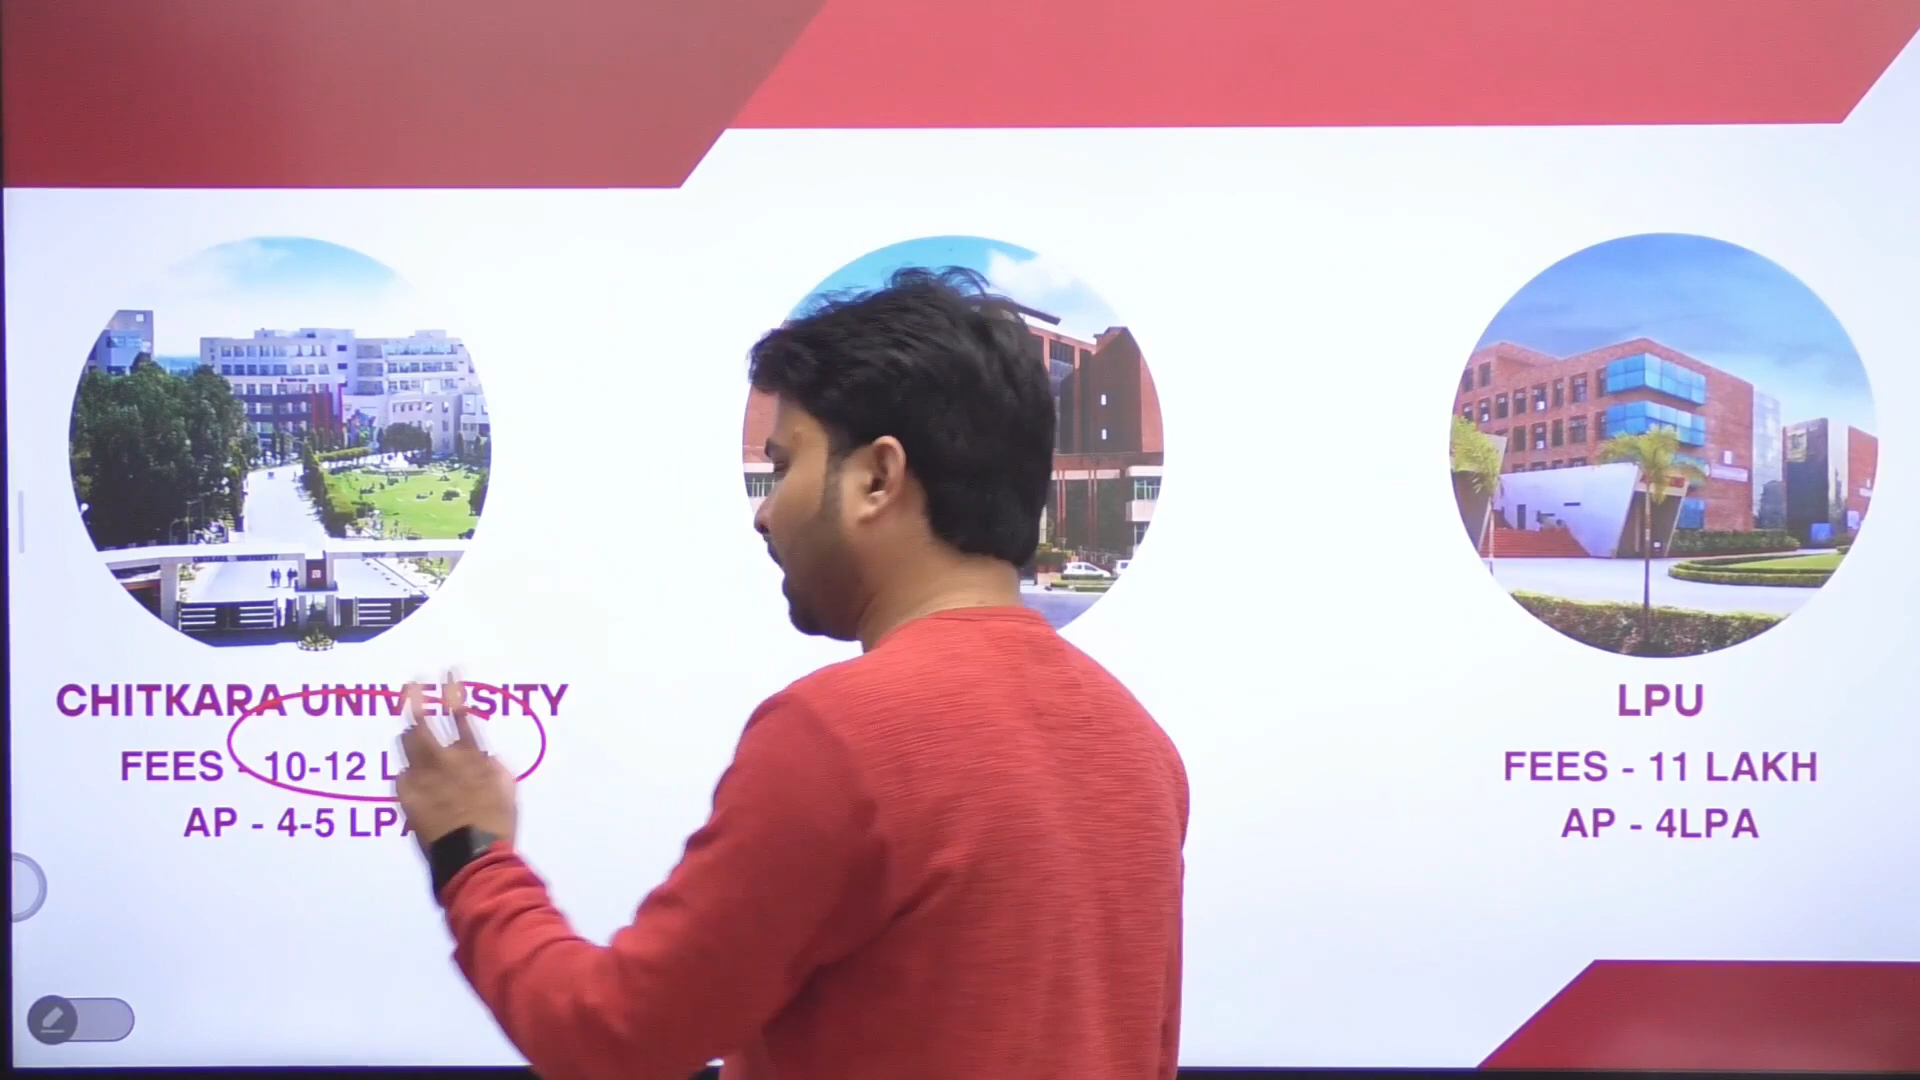 CHITKARA UNIVERSITY
FEES - 10-12
AP - 4-5 LPA
LPU
FEES - 11 LAKH
AP - 4LPA